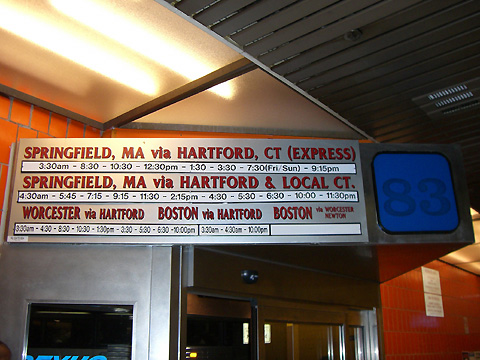 SPRINGFIELD, MA via HARTFORD, CT (EXPRESS)
3:30am - 8:30 - 10:30 - 12:30pm - 1:30 - 3:30 - 5:30 - 7:30(Fri/Sun) - 9:15pm
SPRINGFIELD, MA via HARTFORD & LOCAL CT.
4:30am - 5:45 - 7:15 - 9:15 - 11:30 - 2:15pm - 4:30 - 5:30 - 6:30 - 7:30 - 10:00 - 11:30pm
WORCESTER via HARTFORD BOSTON via HARTFORD BOSTON via WORCESTER NEWTON
3:30am - 4:30 - 8:30 - 10:30 - 1:30pm - 3:30 - 5:30 - 6:30 - 10:00pm 3:30am - 4:30am - 10:00pm
83